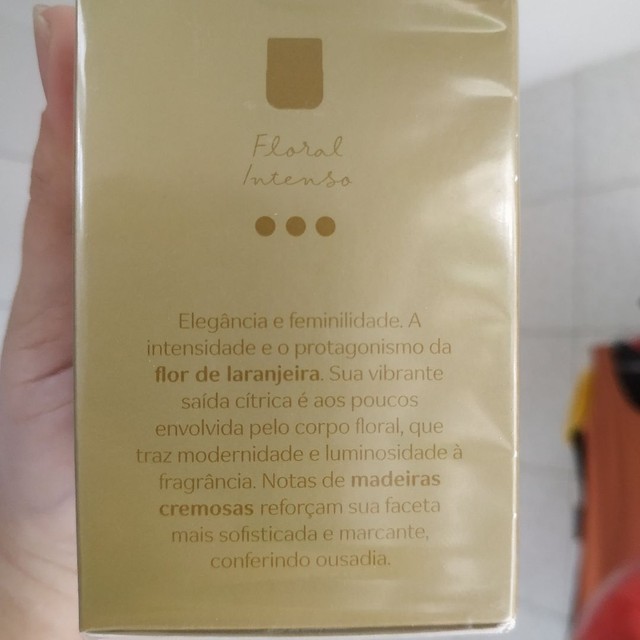 Floral
Intenso
Elegância e feminilidade. A
intensidade e o protagonismo da
flor de laranjeira. Sua vibrante
saída cítrica é aos poucos
envolvida pelo corpo floral, que
traz modernidade e luminosidade à
fragrância. Notas de madeiras
cremosas reforçam sua faceta
mais sofisticada e marcante,
conferindo ousadia.